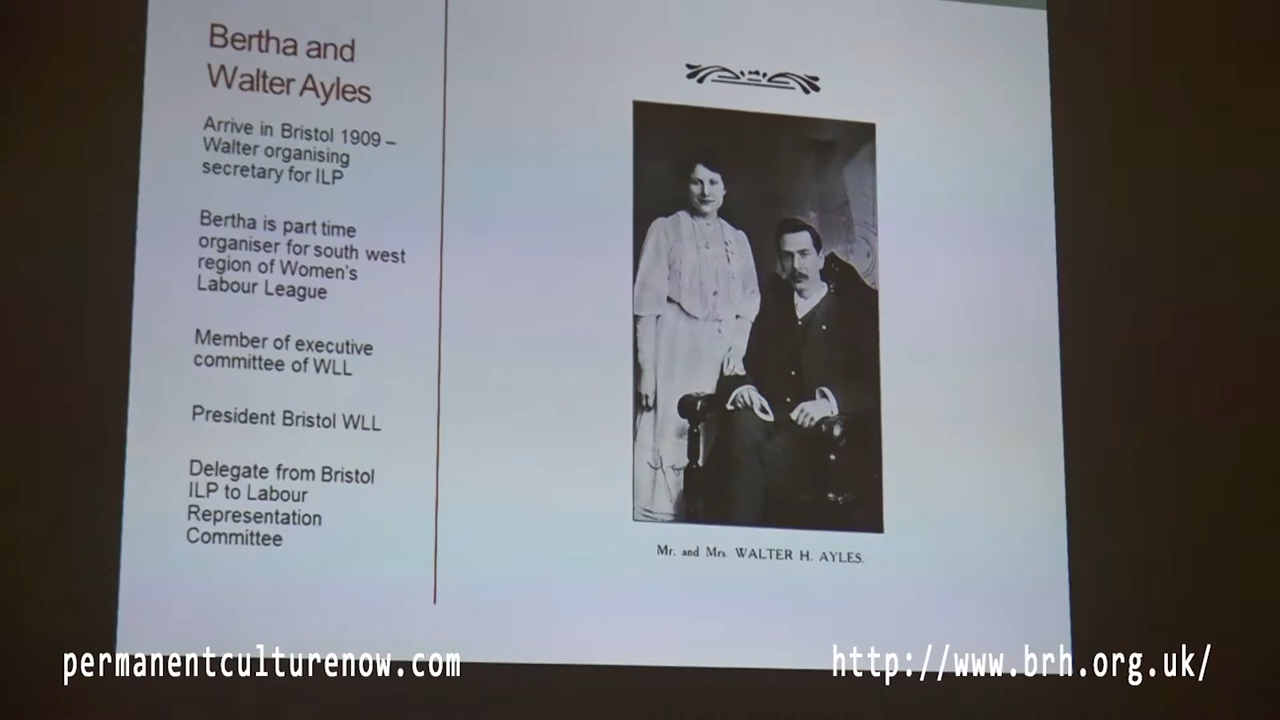 Bertha and
Walter Ayles
Arrive in Bristol 1909 –
Walter organising
secretary for ILP
Bertha is part time
organiser for south west
region of Women's
Labour League
Member of executive
committee of WLL
President Bristol WLL
Delegate from Bristol
ILP to Labour
Representation
Committee
Mr. and Mrs. WALTER H. AYLES.
permanentculturenow.com
http://www.brh.org.uk/